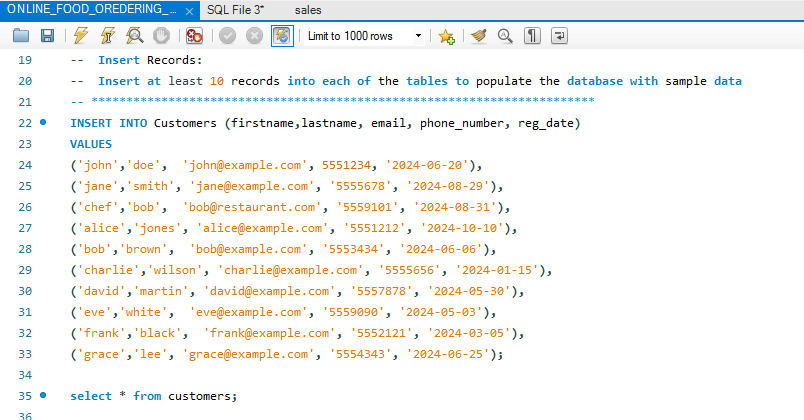 ONLINE_FOOD_OREDERING_... SQL File 3* sales
Limit to 1000 rows
19 -- Insert Records:
20 -- Insert at least 10 records into each of the tables to populate the database with sample data
21 -- ************************************************************************
22 INSERT INTO Customers (firstname,lastname, email, phone_number, reg_date)
23 VALUES
24 ('john','doe', 'john@example.com', 5551234, '2024-06-20'),
25 ('jane','smith', 'jane@example.com', '5555678', '2024-08-29'),
26 ('chef','bob', 'bob@restaurant.com', '5559101', '2024-08-31'),
27 ('alice','jones', 'alice@example.com', '5551212', '2024-10-10'),
28 ('bob','brown', 'bob@example.com', '5553434', '2024-06-06'),
29 ('charlie','wilson', 'charlie@example.com', '5555656', '2024-01-15'),
30 ('david','martin', 'david@example.com', '5557878', '2024-05-30'),
31 ('eve','white', 'eve@example.com', '5559090', '2024-05-03'),
32 ('frank','black', 'frank@example.com', '5552121', '2024-03-05'),
33 ('grace','lee', 'grace@example.com', '5554343', '2024-06-25');
34
35 select * from customers;
36